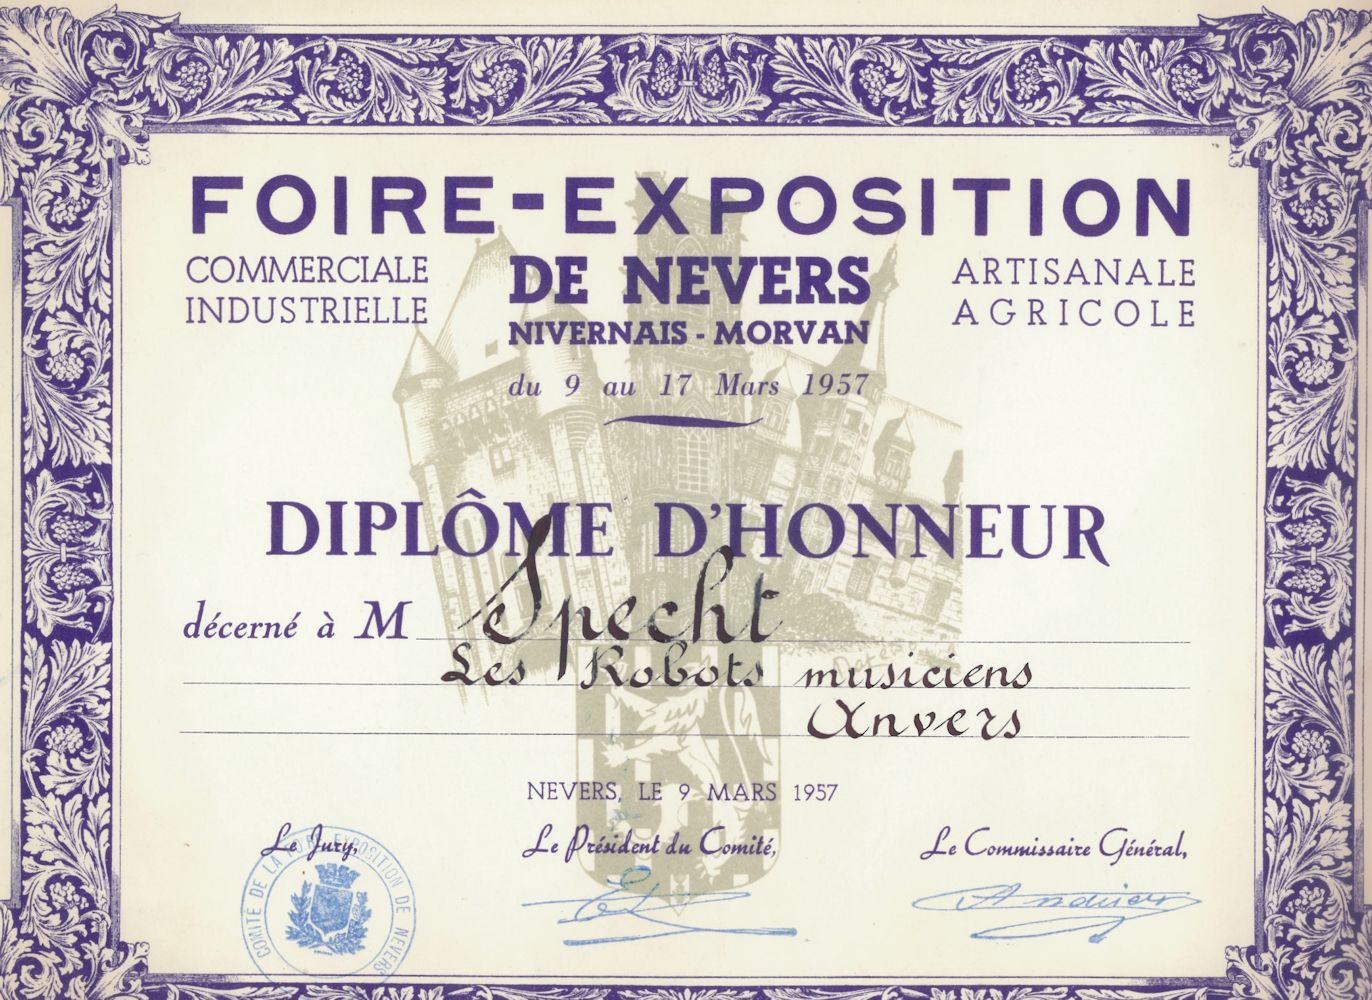 FOIRE-EXPOSITION
COMMERCIALE
INDUSTRIELLE
DE NEVERS
NIVERNAIS - MORVAN
ARTISANALE
AGRICOLE
du 9 au 17 Mars 1957
DIPLÔME D'HONNEUR
décerné à M Specht
Les Robots musiciens
Anvers
NEVERS, LE 9 MARS 1957
Le Jury,
Le Président du Comité,
Le Commissaire Général,
COMITÉ DE LA FOIRE EXPOSITION DE NEVERS